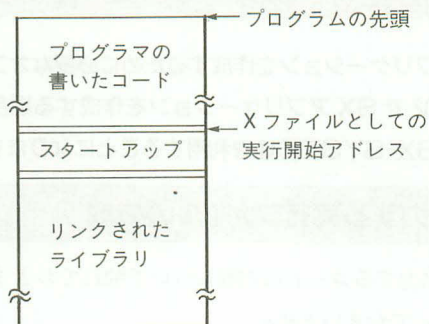 プログラムの先頭
プログラマの
書いたコード
Xファイルとしての
実行開始アドレス
スタートアップ
リンクされた
ライブラリ